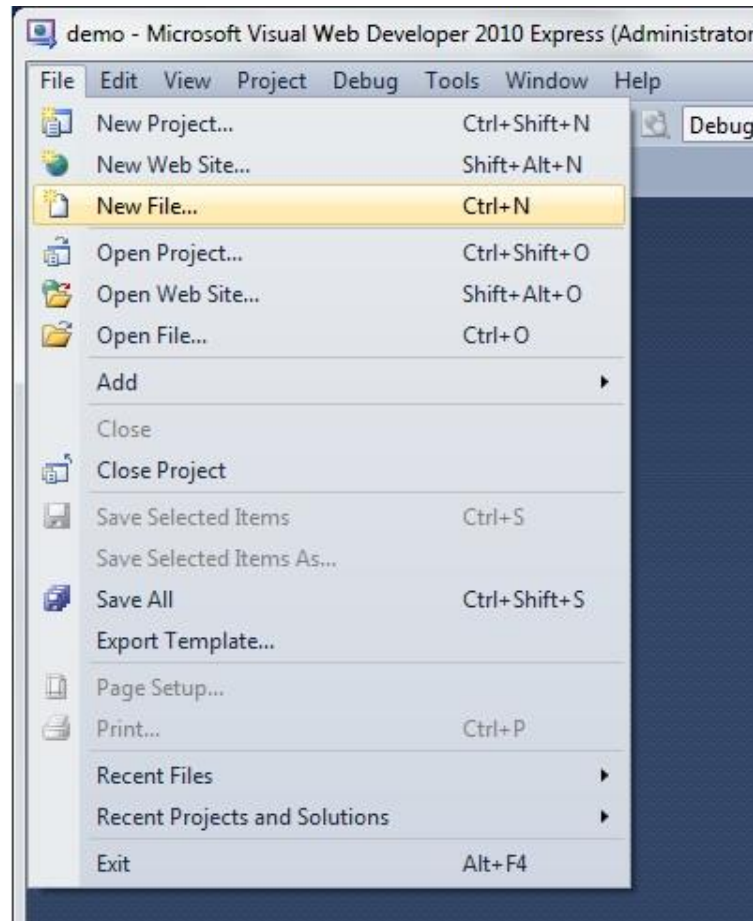 demo - Microsoft Visual Web Developer 2010 Express (Administrator
File Edit View Project Debug Tools Window Help
New Project... Ctrl+Shift+N
Debug
New Web Site... Shift+Alt+N
New File... Ctrl+N
Open Project... Ctrl+Shift+O
Open Web Site... Shift+Alt+O
Open File... Ctrl+O
Add
Close
Close Project
Save Selected Items Ctrl+S
Save Selected Items As...
Save All Ctrl+Shift+S
Export Template...
Page Setup...
Print... Ctrl+P
Recent Files
Recent Projects and Solutions
Exit Alt+F4